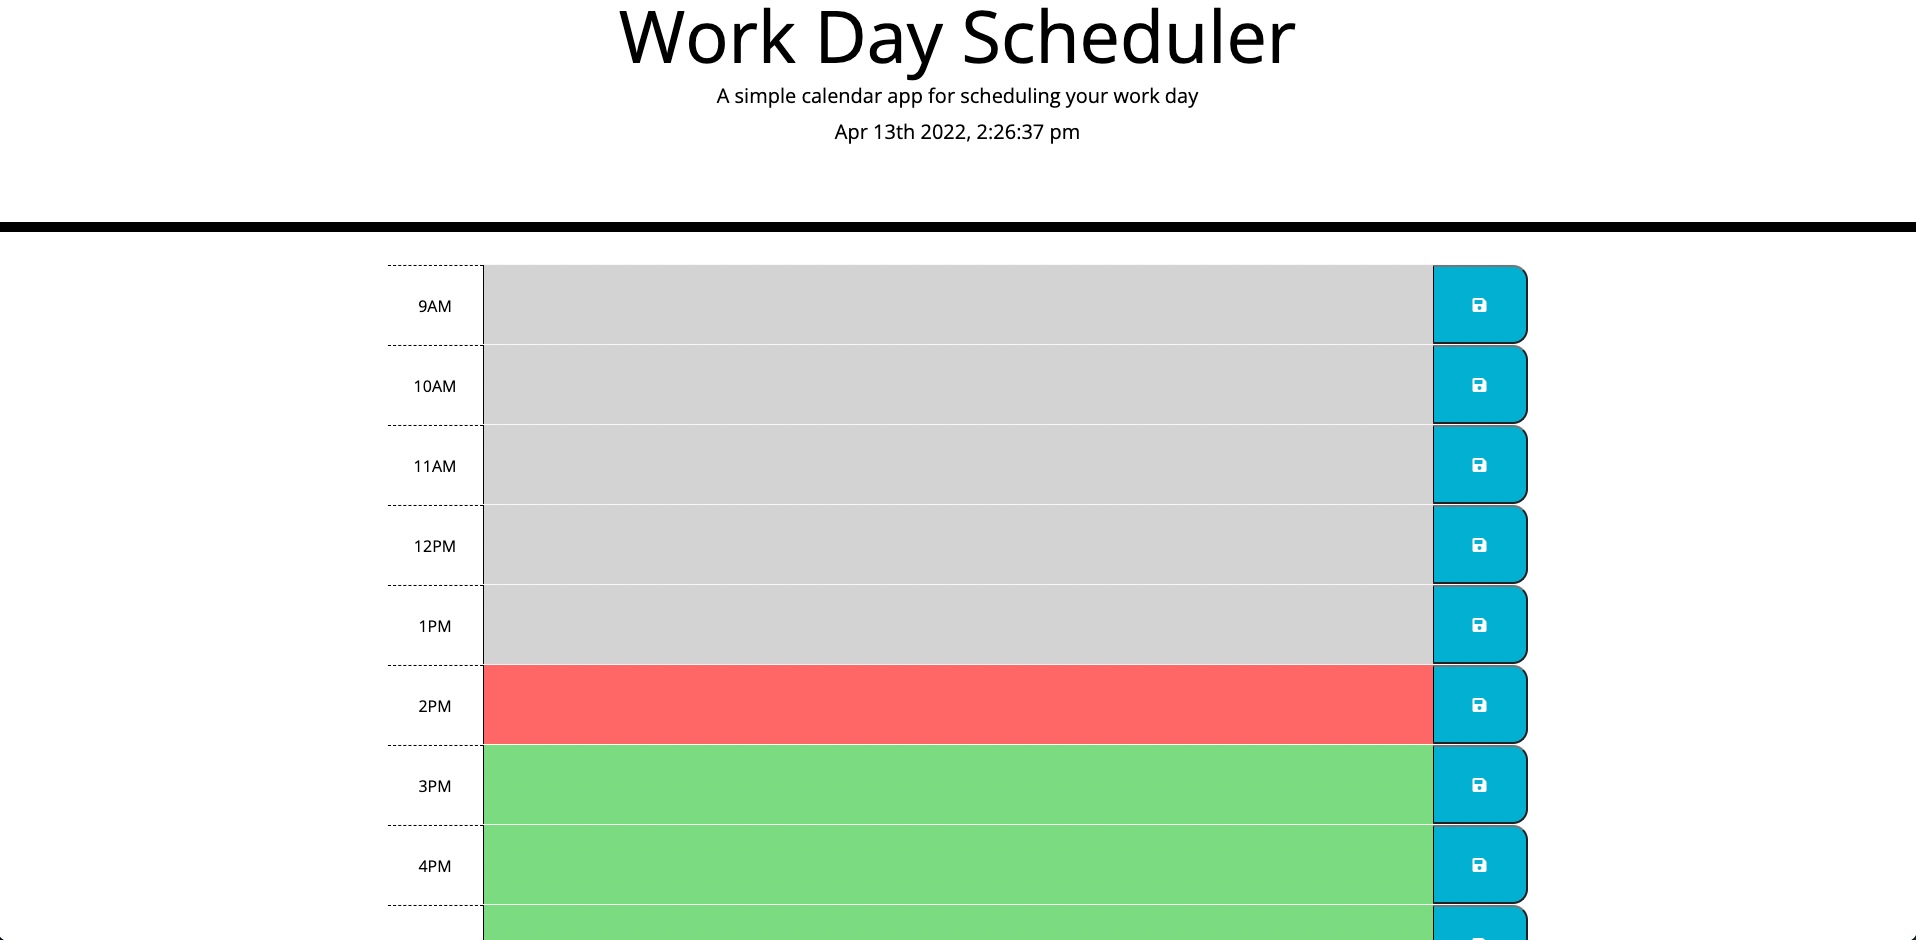 Work Day Scheduler
A simple calendar app for scheduling your work day
Apr 13th 2022, 2:26:37 pm
9AM
10AM
11AM
12PM
1PM
2PM
3PM
4PM